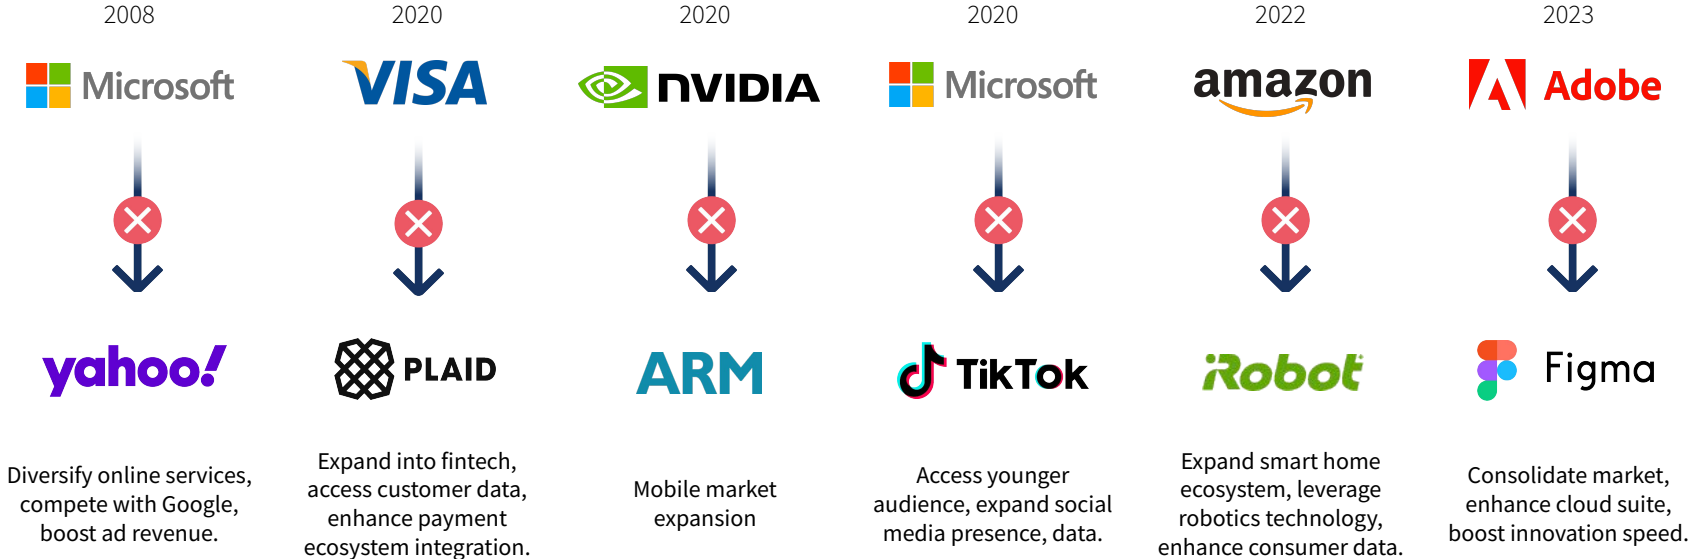 2008
2020
2020
2020
2022
2023
Microsoft
VISA
NVIDIA
Microsoft
amazon
Adobe
yahoo!
PLAID
ARM
TikTok
iRobot
Figma
Diversify online services,
compete with Google,
boost ad revenue.
Expand into fintech,
access customer data,
enhance payment
ecosystem integration.
Mobile market
expansion
Access younger
audience, expand social
media presence, data.
Expand smart home
ecosystem, leverage
robotics technology,
enhance consumer data.
Consolidate market,
enhance cloud suite,
boost innovation speed.